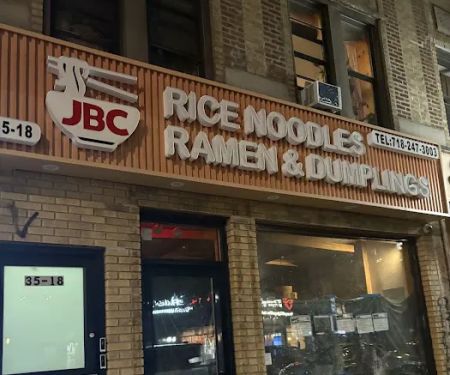 JBC
RICE NOODLES
RAMEN & DUMPLINGS
TEL:718-247-3803
5-18
35-18